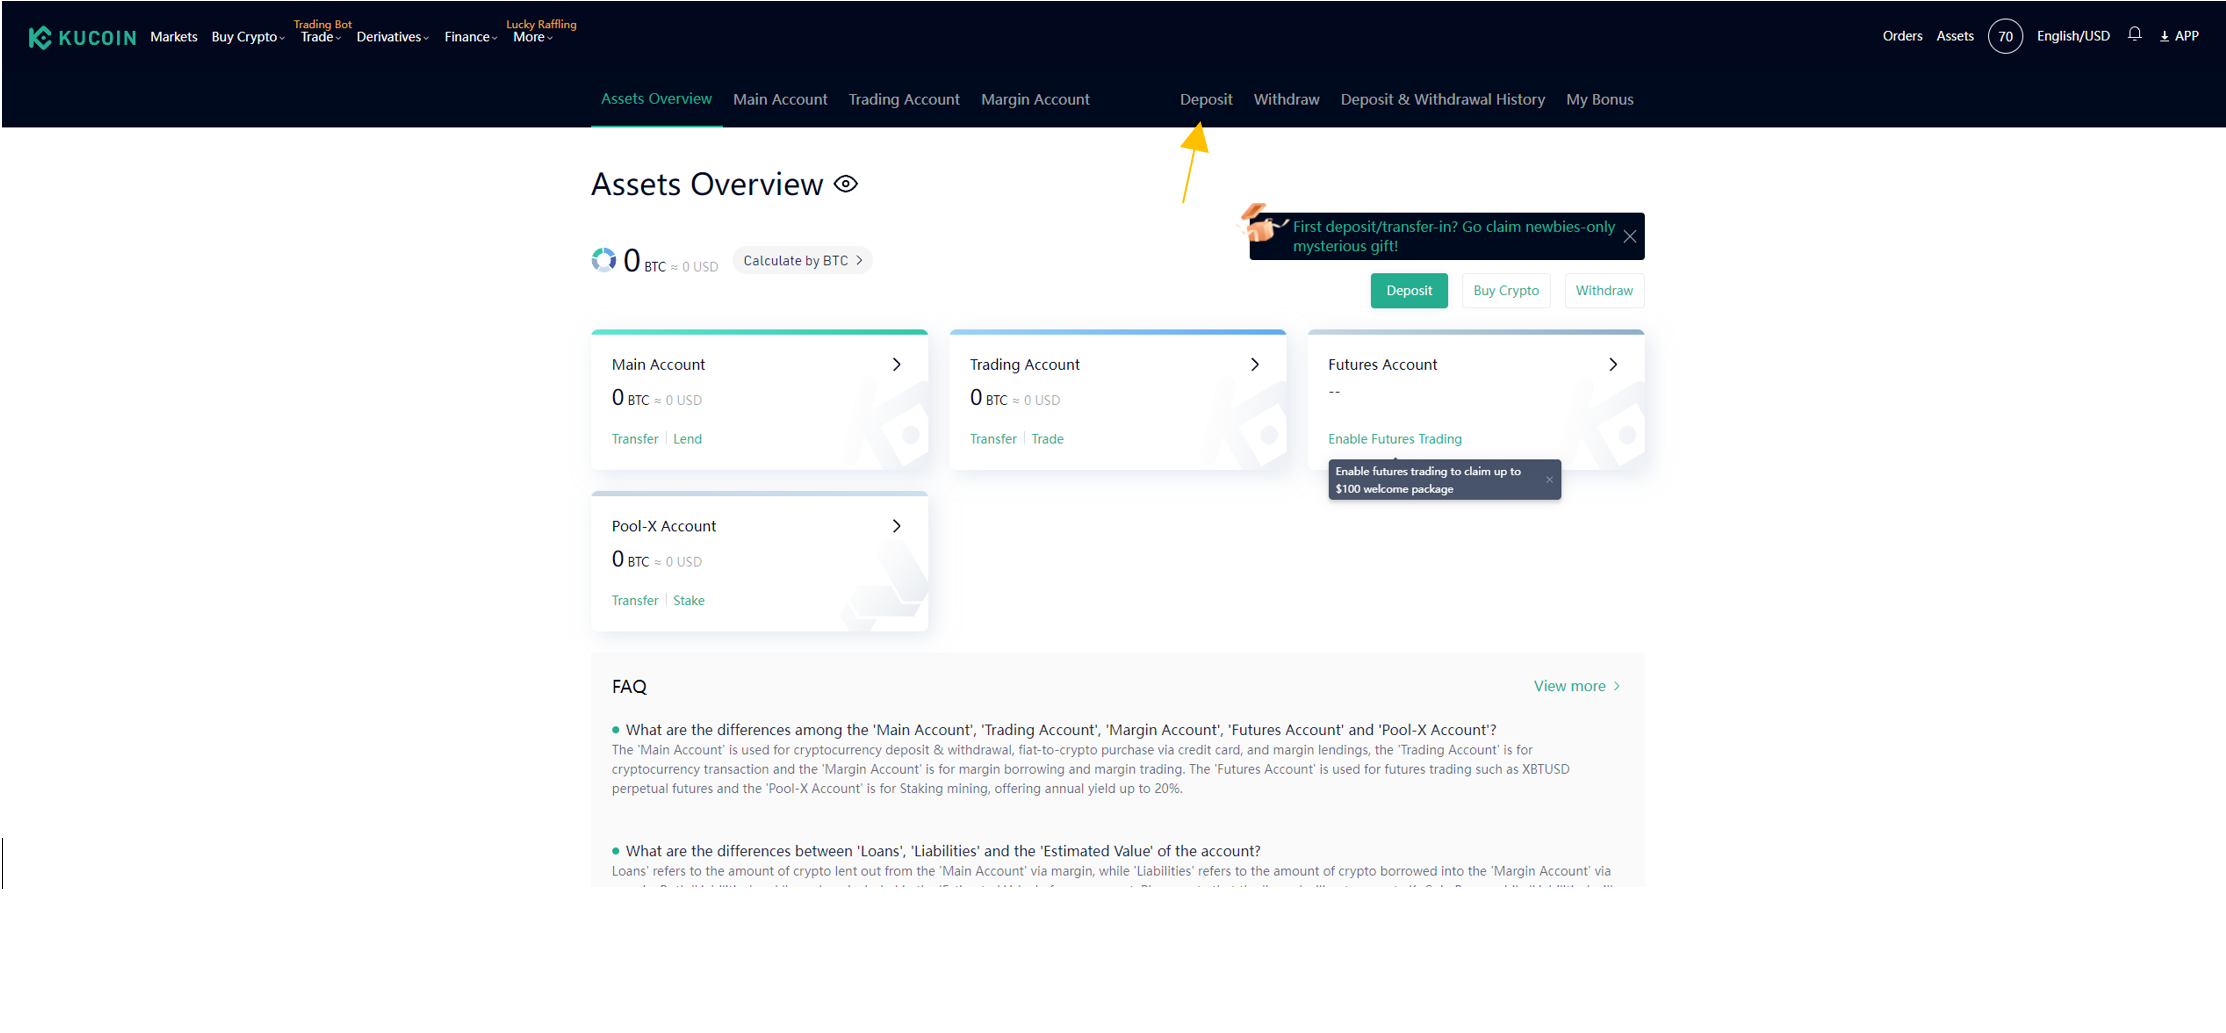 Trading Bot
Lucky Raffling
KUCOIN Markets Buy Crypto Trade Derivatives Finance More Orders Assets 70 English/USD APP
Assets Overview Main Account Trading Account Margin Account Deposit Withdraw Deposit & Withdrawal History My Bonus
Assets Overview
First deposit/transfer-in? Go claim newbies-only
mysterious gift!
0 BTC ≈ 0 USD Calculate by BTC >
Deposit Buy Crypto Withdraw
Main Account
0 BTC ≈ 0 USD
Transfer | Lend
Trading Account
0 BTC ≈ 0 USD
Transfer | Trade
Futures Account
--
Enable Futures Trading
Enable futures trading to claim up to
$100 welcome package
Pool-X Account
0 BTC ≈ 0 USD
Transfer | Stake
FAQ
View more >
What are the differences among the 'Main Account', 'Trading Account', 'Margin Account', 'Futures Account' and 'Pool-X Account'?
The 'Main Account' is used for cryptocurrency deposit & withdrawal, fiat-to-crypto purchase via credit card, and margin lendings, the 'Trading Account' is for
cryptocurrency transaction and the 'Margin Account' is for margin borrowing and margin trading. The 'Futures Account' is used for futures trading such as XBTUSD
perpetual futures and the 'Pool-X Account' is for Staking mining, offering annual yield up to 20%.
What are the differences between 'Loans', 'Liabilities' and the 'Estimated Value' of the account?
Loans' refers to the amount of crypto lent out from the 'Main Account' via margin, while 'Liabilities' refers to the amount of crypto borrowed into the 'Margin Account' via